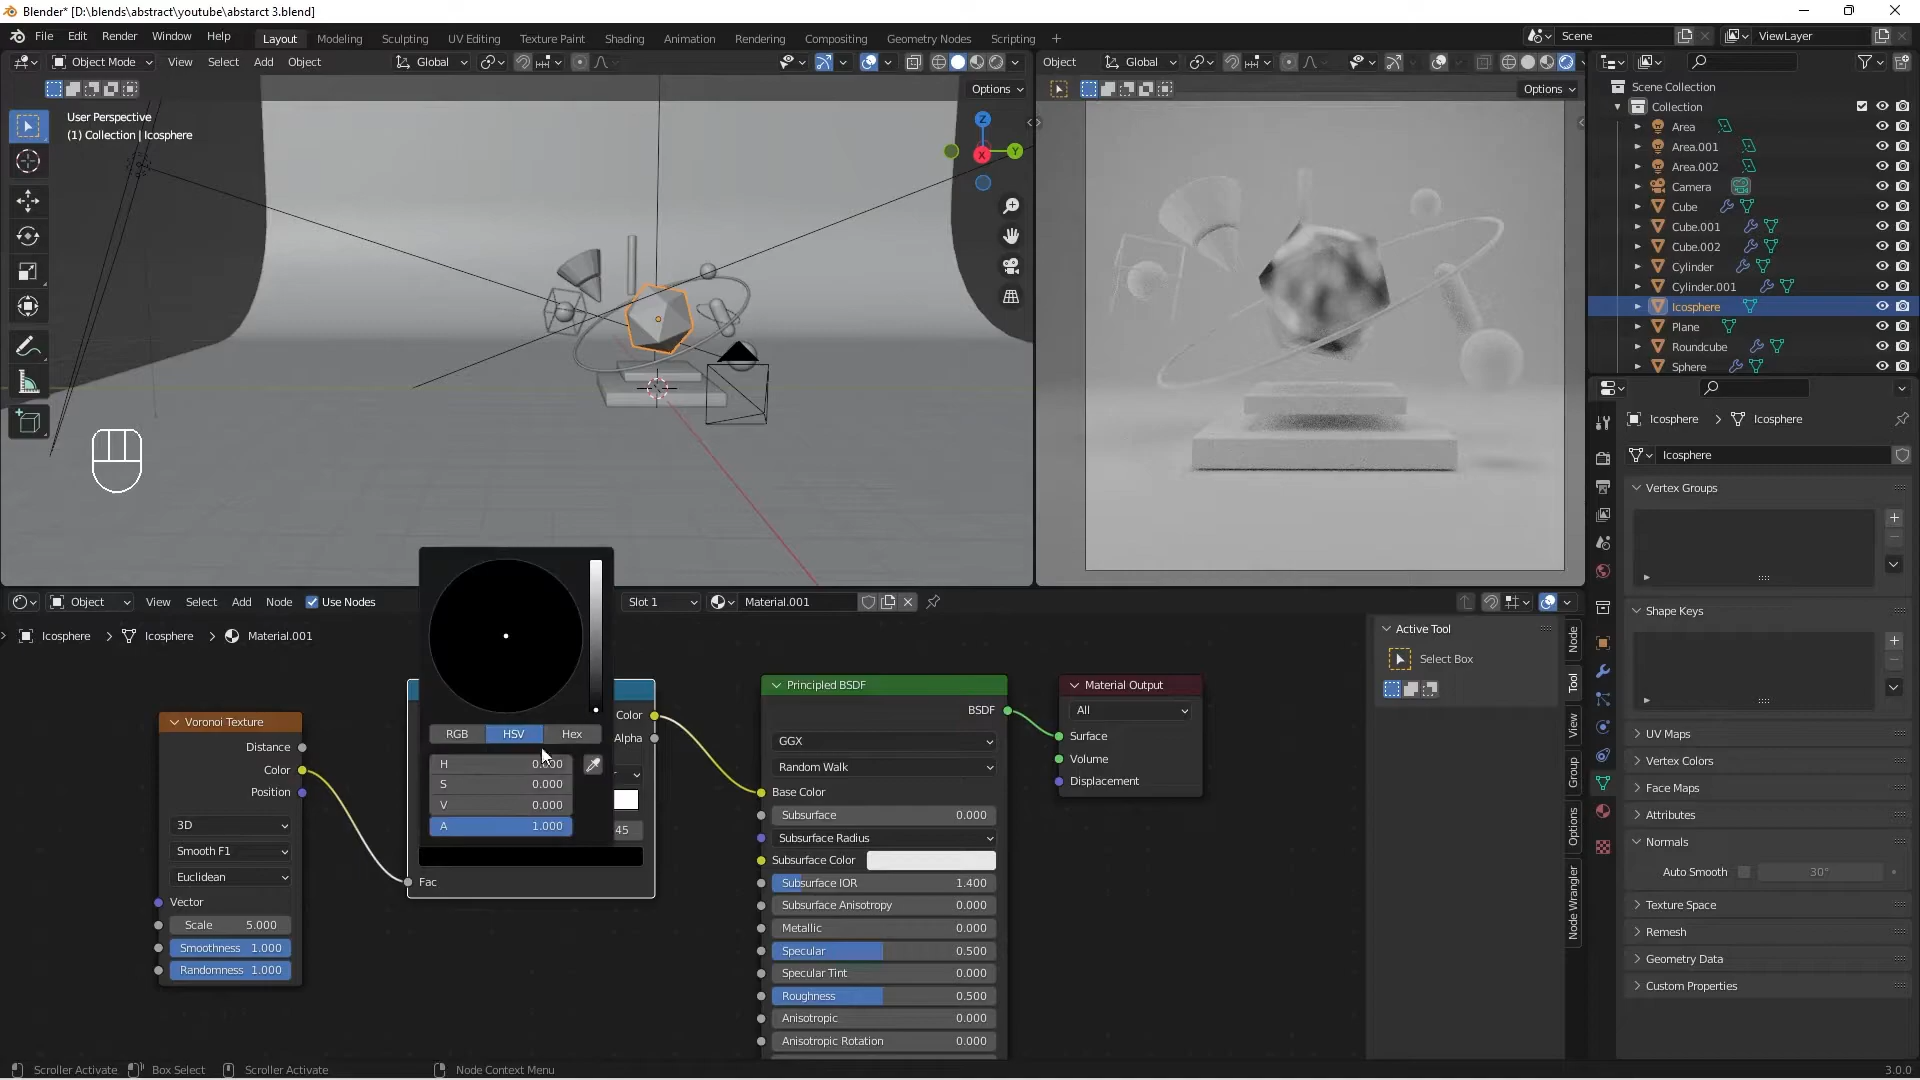 Blender* [D:\blends\abstract\youtube\abstarct 3.blend]
File Edit Render Window Help
Layout Modeling Sculpting UV Editing Texture Paint Shading Animation Rendering Compositing Geometry Nodes Scripting +
Scene ViewLayer
Object Mode View Select Add Object Global
Options
Object Global
Options
User Perspective
(1) Collection | Icosphere
Z
Y
X
Scene Collection
Collection
Area
Area.001
Area.002
Camera
Cube
Cube.001
Cube.002
Cylinder
Cylinder.001
Icosphere
Plane
Roundcube
Sphere
Icosphere > Icosphere
Icosphere
Vertex Groups
Shape Keys
UV Maps
Vertex Colors
Face Maps
Attributes
Normals
Auto Smooth 30°
Texture Space
Remesh
Geometry Data
Custom Properties
Object View Select Add Node Use Nodes Slot 1 Material.001
Icosphere > Icosphere > Material.001
Voronoi Texture
Distance
Color
Position
3D
Smooth F1
Euclidean
Vector
Scale 5.000
Smoothness 1.000
Randomness 1.000
RGB HSV Hex
H 0.000
S 0.000
V 0.000
A 1.000
Color
Alpha
45
Fac
Principled BSDF
BSDF
GGX
Random Walk
Base Color
Subsurface 0.000
Subsurface Radius
Subsurface Color
Subsurface IOR 1.400
Subsurface Anisotropy 0.000
Metallic 0.000
Specular 0.500
Specular Tint 0.000
Roughness 0.500
Anisotropic 0.000
Anisotropic Rotation 0.000
Material Output
All
Surface
Volume
Displacement
Active Tool
Select Box
Node
Tool
View
Group
Options
Node Wrangler
Scroller Activate Box Select Scroller Activate Node Context Menu 3.0.0